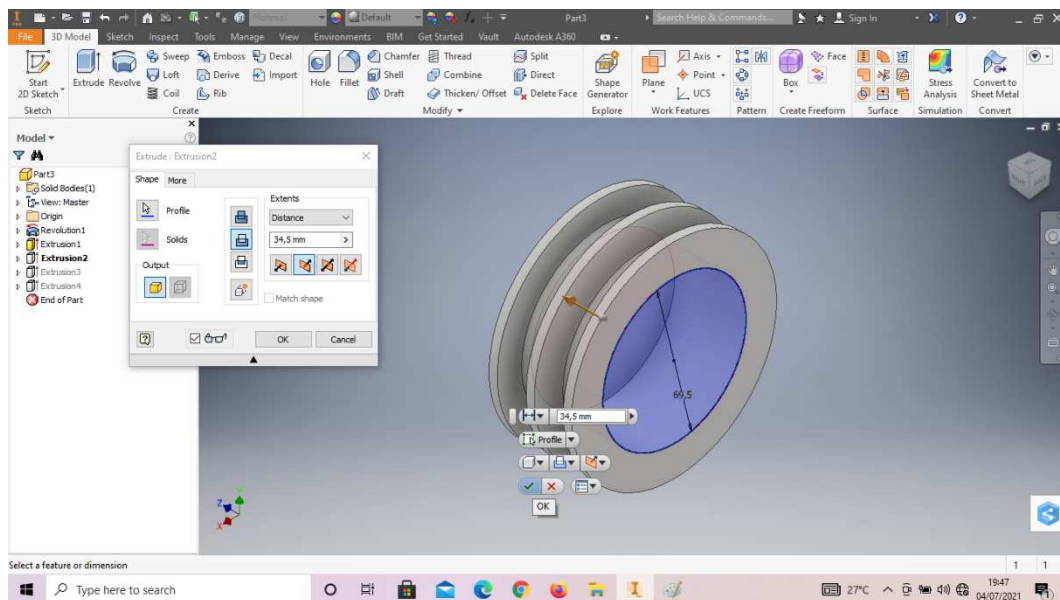 Material
Default
Part3
Search Help & Commands...
Sign In
File 3D Model Sketch Inspect Tools Manage View Environments BIM Get Started Vault Autodesk A360
Start 2D Sketch
Extrude
Revolve
Sweep
Loft
Coil
Emboss
Derive
Rib
Decal
Import
Hole
Fillet
Chamfer
Shell
Draft
Thread
Combine
Thicken/ Offset
Split
Direct
Delete Face
Shape Generator
Plane
Axis
Point
UCS
Box
Face
Stress Analysis
Convert to Sheet Metal
Sketch Create Modify Explore Work Features Pattern Create Freeform Surface Simulation Convert
Model
Part3
Solid Bodies(1)
View: Master
Origin
Revolution1
Extrusion1
Extrusion2
Extrusion3
Extrusion4
End of Part
Extrude : Extrusion2
Shape More
Profile
Solids
Output
Extents
Distance
34,5 mm
Match shape
OK Cancel
69,5
34,5 mm
Profile
OK
Z
Y
X
Select a feature or dimension
1 1
Type here to search
27°C
19:47
04/07/2021